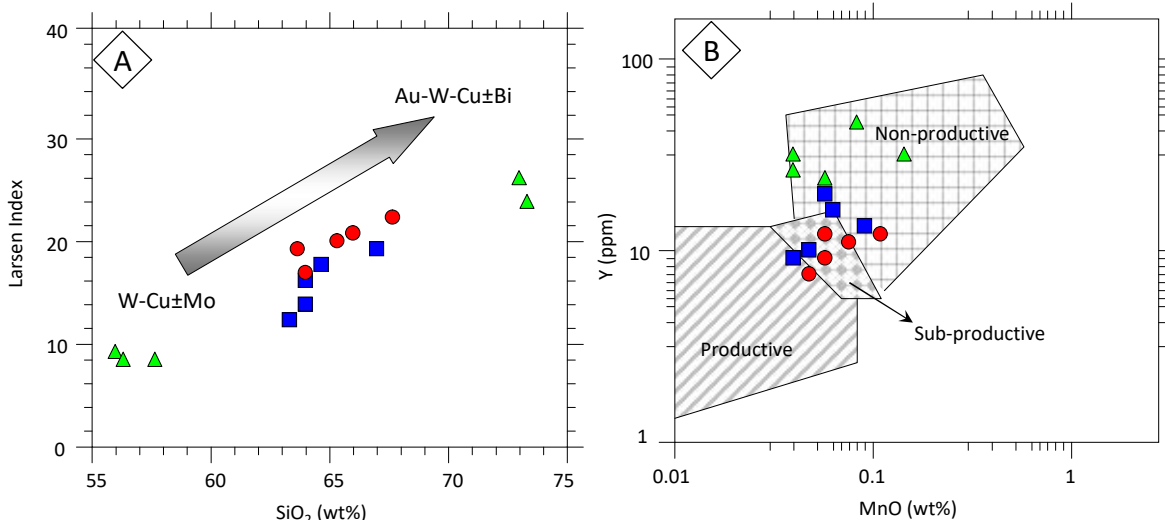 A
40
30
20
10
0
Larsen Index
Au-W-Cu±Bi
W-Cu±Mo
55
60
65
70
75
SiO₂ (wt%)
B
100
10
1
Y (ppm)
Non-productive
Sub-productive
Productive
0.01
0.1
1
MnO (wt%)